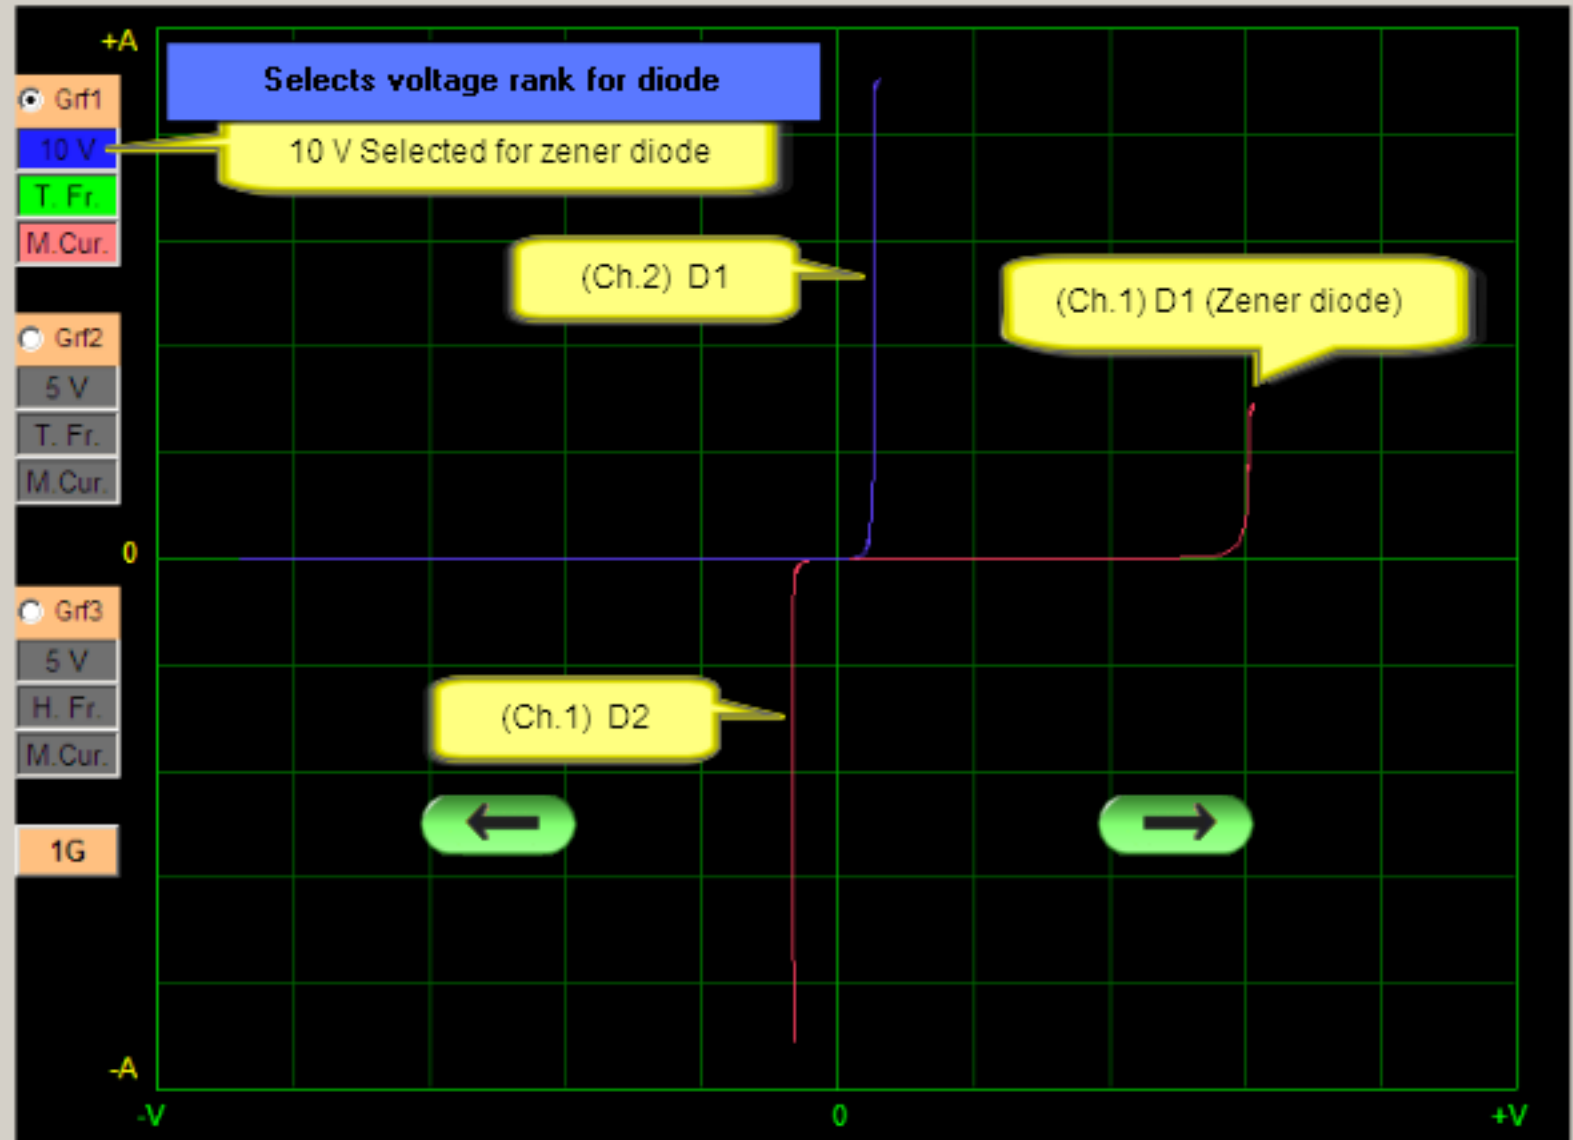 +A
Selects voltage rank for diode
Grf1
10 V
10 V Selected for zener diode
T. Fr.
M.Cur.
(Ch.2) D1
(Ch.1) D1 (Zener diode)
Grf2
5 V
T. Fr.
M.Cur.
0
Grf3
5 V
H. Fr.
(Ch.1) D2
M.Cur.
1G
-A
-V
0
+V